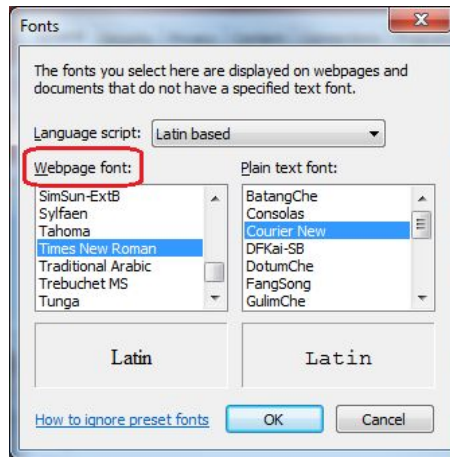 Fonts
The fonts you select here are displayed on webpages and
documents that do not have a specified text font.
Language script: Latin based
Webpage font:
SimSun-ExtB
Sylfaen
Tahoma
Times New Roman
Traditional Arabic
Trebuchet MS
Tunga
Plain text font:
BatangChe
Consolas
Courier New
DFKai-SB
DotumChe
FangSong
GulimChe
Latin
Latin
How to ignore preset fonts
OK
Cancel